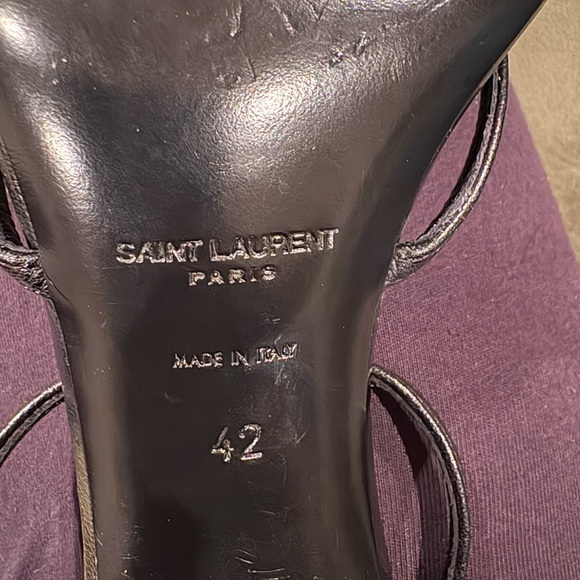 SAINT LAURENT
PARIS
MADE IN ITALY
42